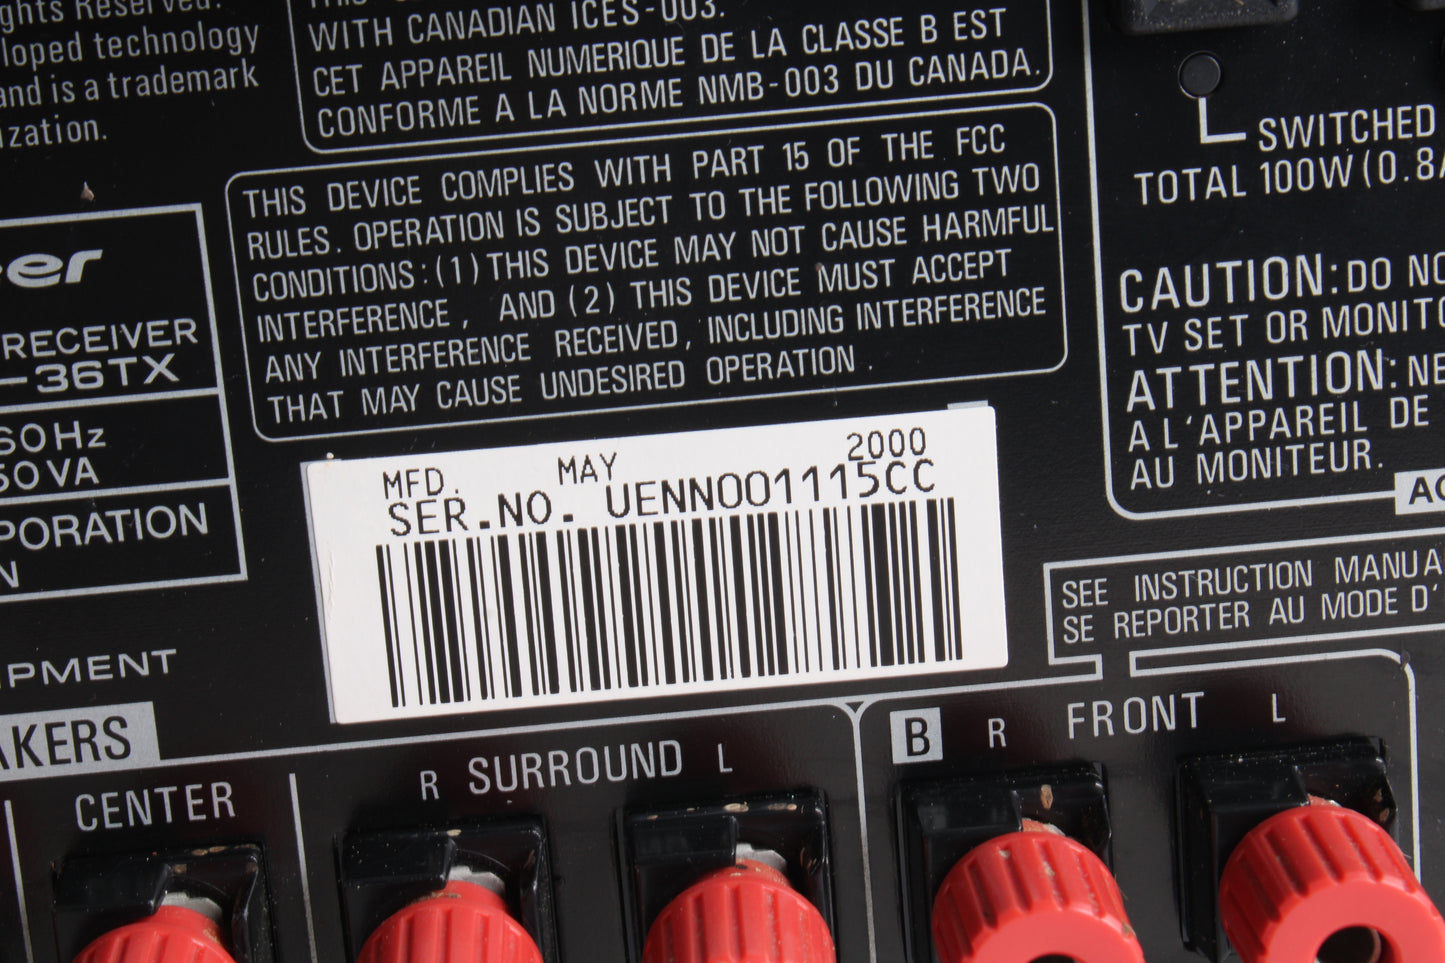 ghts Reserved.
loped technology
and is a trademark
ization.
WITH CANADIAN ICES-003.
CET APPAREIL NUMERIQUE DE LA CLASSE B EST
CONFORME A LA NORME NMB-003 DU CANADA.
THIS DEVICE COMPLIES WITH PART 15 OF THE FCC
RULES. OPERATION IS SUBJECT TO THE FOLLOWING TWO
CONDITIONS:(1) THIS DEVICE MAY NOT CAUSE HARMFUL
INTERFERENCE, AND (2) THIS DEVICE MUST ACCEPT
ANY INTERFERENCE RECEIVED, INCLUDING INTERFERENCE
THAT MAY CAUSE UNDESIRED OPERATION.
SWITCHED
TOTAL 100W(0.8A
CAUTION:DO NO
TV SET OR MONITO
ATTENTION:NE
A L'APPAREIL DE
AU MONITEUR.
AC
er
RECEIVER
-36TX
60Hz
50VA
PORATION
N
MFD. MAY 2000
SER.NO. UENN001115CC
SEE INSTRUCTION MANUA
SE REPORTER AU MODE D'
IPMENT
AKERS
CENTER
R SURROUND L
B R FRONT L